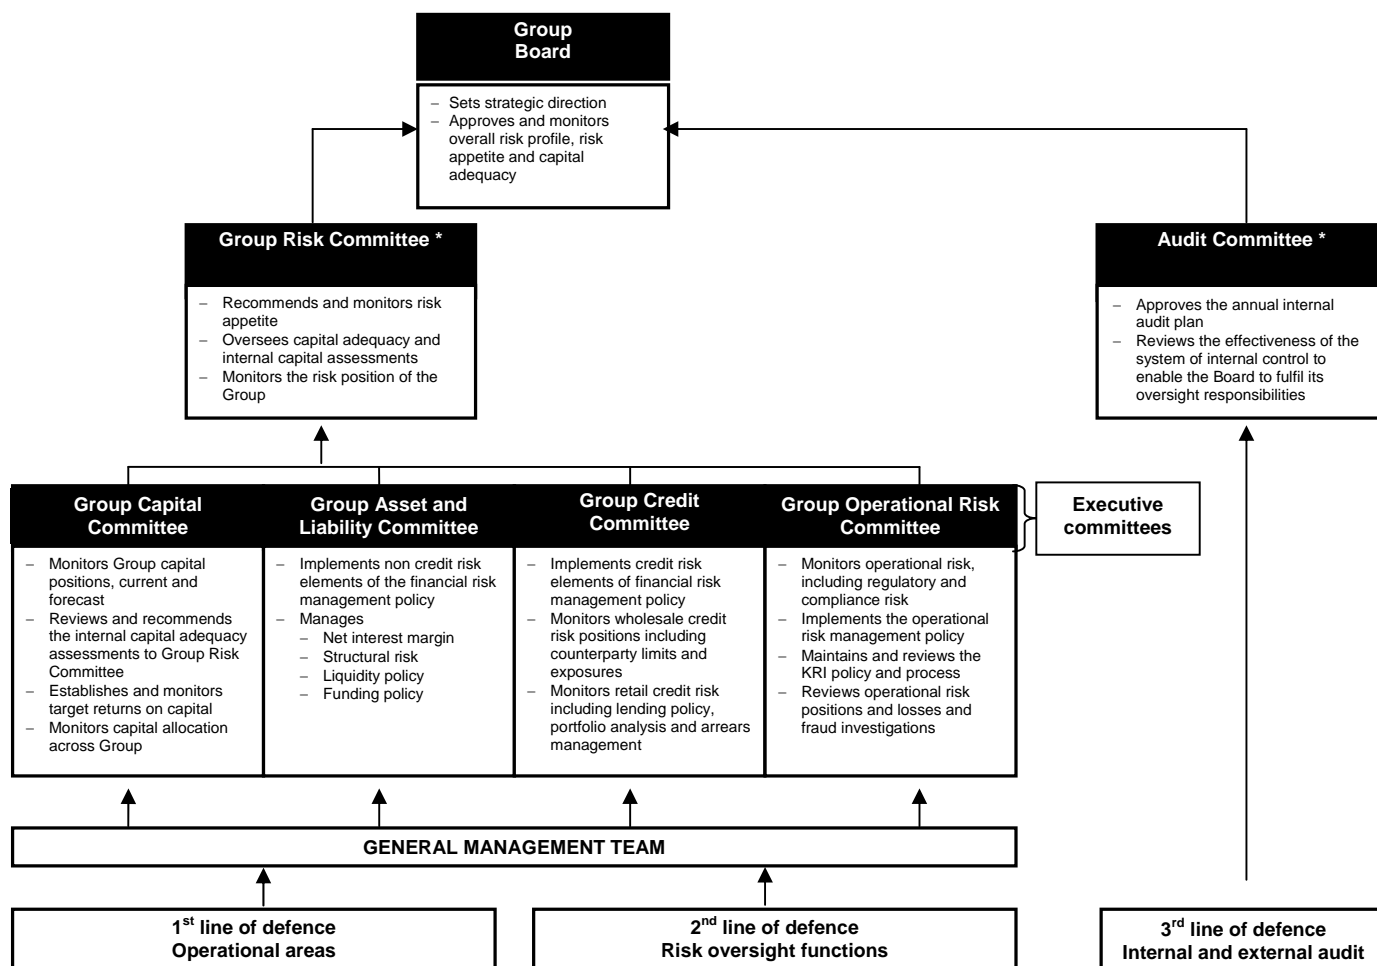 Group
Board
– Sets strategic direction
– Approves and monitors
overall risk profile, risk
appetite and capital
adequacy
Group Risk Committee *
– Recommends and monitors risk
appetite
– Oversees capital adequacy and
internal capital assessments
– Monitors the risk position of the
Group
Audit Committee *
– Approves the annual internal
audit plan
– Reviews the effectiveness of the
system of internal control to
enable the Board to fulfil its
oversight responsibilities
Group Capital
Committee
– Monitors Group capital
positions, current and
forecast
– Reviews and recommends
the internal capital adequacy
assessments to Group Risk
Committee
– Establishes and monitors
target returns on capital
– Monitors capital allocation
across Group
Group Asset and
Liability Committee
– Implements non credit risk
elements of the financial risk
management policy
– Manages
– Net interest margin
– Structural risk
– Liquidity policy
– Funding policy
Group Credit
Committee
– Implements credit risk
elements of financial risk
management policy
– Monitors wholesale credit
risk positions including
counterparty limits and
exposures
– Monitors retail credit risk
including lending policy,
portfolio analysis and arrears
management
Group Operational Risk
Committee
– Monitors operational risk,
including regulatory and
compliance risk
– Implements the operational
risk management policy
– Maintains and reviews the
KRI policy and process
– Reviews operational risk
positions and losses and
fraud investigations
Executive
committees
GENERAL MANAGEMENT TEAM
1st line of defence
Operational areas
2nd line of defence
Risk oversight functions
3rd line of defence
Internal and external audit